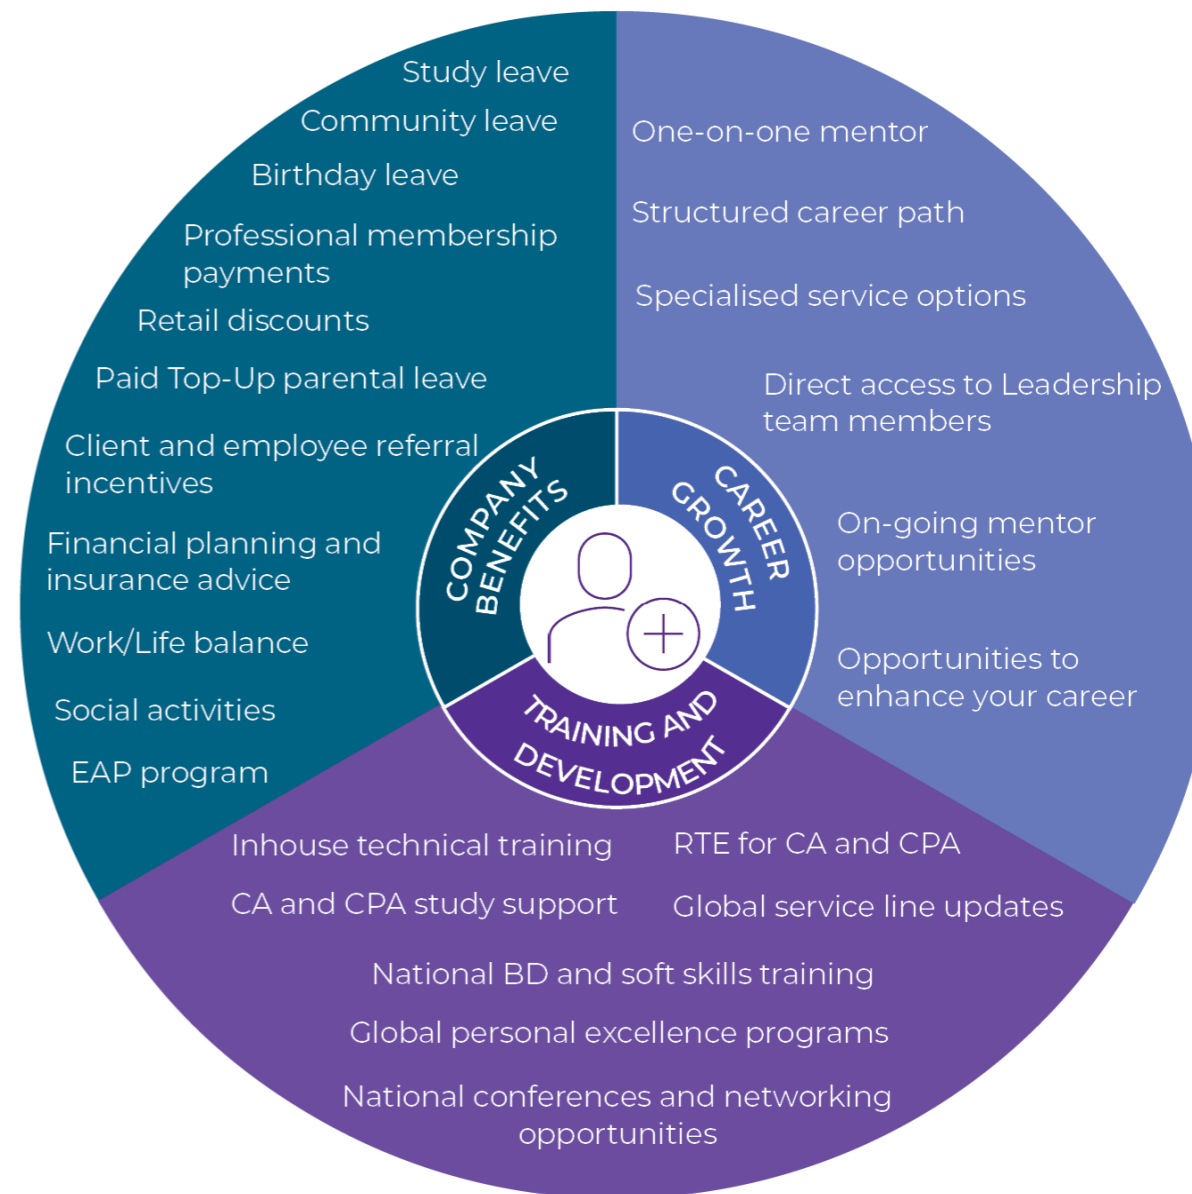 Study leave
Community leave
Birthday leave
Professional membership
payments
Retail discounts
Paid Top-Up parental leave
Client and employee referral
incentives
Financial planning and
insurance advice
Work/Life balance
Social activities
EAP program
One-on-one mentor
Structured career path
Specialised service options
Direct access to Leadership
team members
On-going mentor
opportunities
Opportunities to
enhance your career
COMPANY
BENEFITS
CAREER
GROWTH
TRAINING AND
DEVELOPMENT
Inhouse technical training
RTE for CA and CPA
CA and CPA study support
Global service line updates
National BD and soft skills training
Global personal excellence programs
National conferences and networking
opportunities